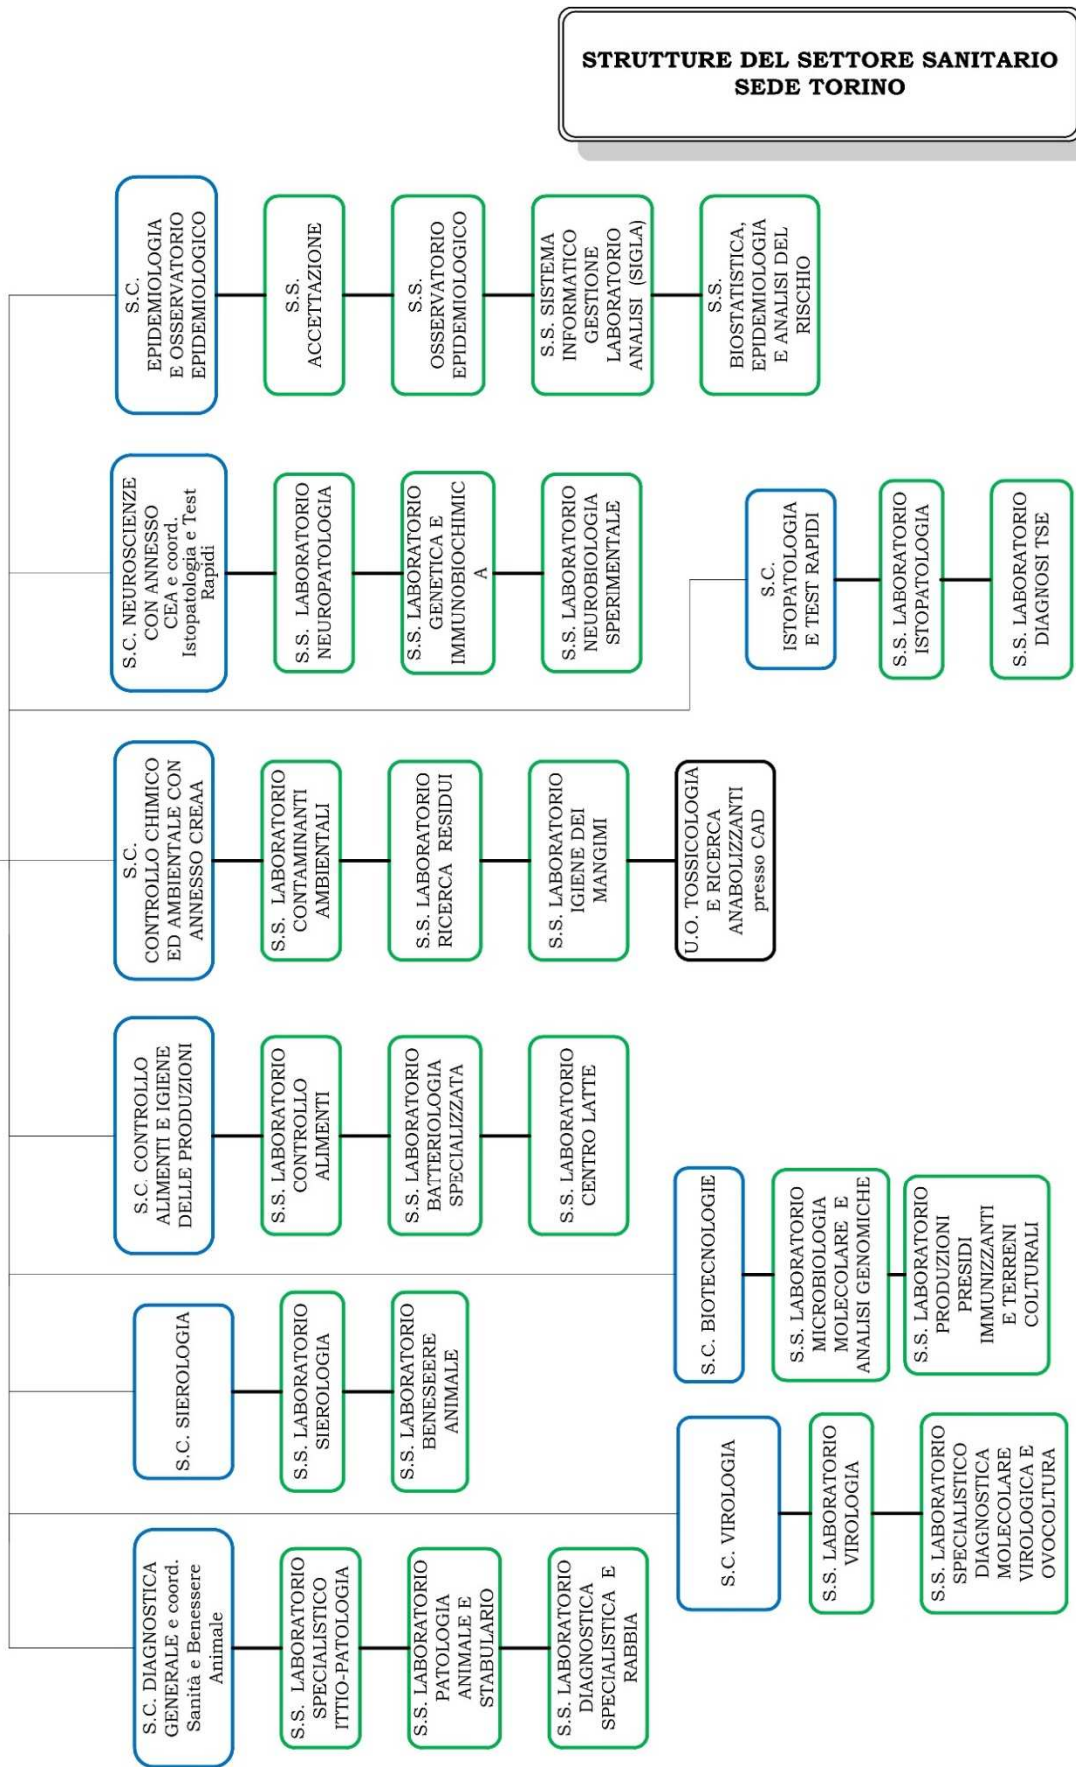 STRUTTURE DEL SETTORE SANITARIO
SEDE TORINO
S.C. DIAGNOSTICA
GENERALE e coord.
Sanità e Benessere
Animale
S.S. LABORATORIO
SPECIALISTICO
ITTIO-PATOLOGIA
S.S. LABORATORIO
PATOLOGIA
ANIMALE E
STABULARIO
S.S. LABORATORIO
DIAGNOSTICA
SPECIALISTICA E
RABBIA
S.C. VIROLOGIA
S.S. LABORATORIO
VIROLOGIA
S.S. LABORATORIO
SPECIALISTICO
DIAGNOSTICA
MOLECOLARE
VIROLOGICA E
OVOCOLTURA
S.C. SIEROLOGIA
S.S. LABORATORIO
SIEROLOGIA
S.S. LABORATORIO
BENESEERE
ANIMALE
S.C. BIOTECNOLOGIE
S.S. LABORATORIO
MICROBIOLOGIA
MOLECOLARE E
ANALISI GENOMICHE
S.S. LABORATORIO
PRODUZIONI
PRESIDI
IMMUNIZZANTI
E TERRENI
COLTURALI
S.C. CONTROLLO
ALIMENTI E IGIENE
DELLE PRODUZIONI
S.S. LABORATORIO
CONTROLLO
ALIMENTI
S.S. LABORATORIO
BATTERIOLOGIA
SPECIALIZZATA
S.S. LABORATORIO
CENTRO LATTE
S.C.
CONTROLLO CHIMICO
ED AMBIENTALE CON
ANNESSO CREAA
S.S. LABORATORIO
CONTAMINANTI
AMBIENTALI
S.S. LABORATORIO
RICERCA RESIDUI
S.S. LABORATORIO
IGIENE DEI
MANGIMI
U.O. TOSSICOLOGIA
E RICERCA
ANABOLIZZANTI
presso CAD
S.C. NEUROSCIENZE
CON ANNESSO
CEA e coord.
Istopatologia e Test
Rapidi
S.S. LABORATORIO
NEUROPATOLOGIA
S.S. LABORATORIO
GENETICA E
IMMUNOBIOCHIMIC
A
S.S. LABORATORIO
NEUROBIOLOGIA
SPERIMENTALE
S.C.
ISTOPATOLOGIA
E TEST RAPIDI
S.S. LABORATORIO
ISTOPATOLOGIA
S.S. LABORATORIO
DIAGNOSI TSE
S.C.
EPIDEMIOLOGIA
E OSSERVATORIO
EPIDEMIOLOGICO
S.S.
ACCETTAZIONE
S.S.
OSSERVATORIO
EPIDEMIOLOGICO
S.S. SISTEMA
INFORMATICO
GESTIONE
LABORATORIO
ANALISI (SIGLA)
S.S.
BIOSTATISTICA,
EPIDEMIOLOGIA
E ANALISI DEL
RISCHIO